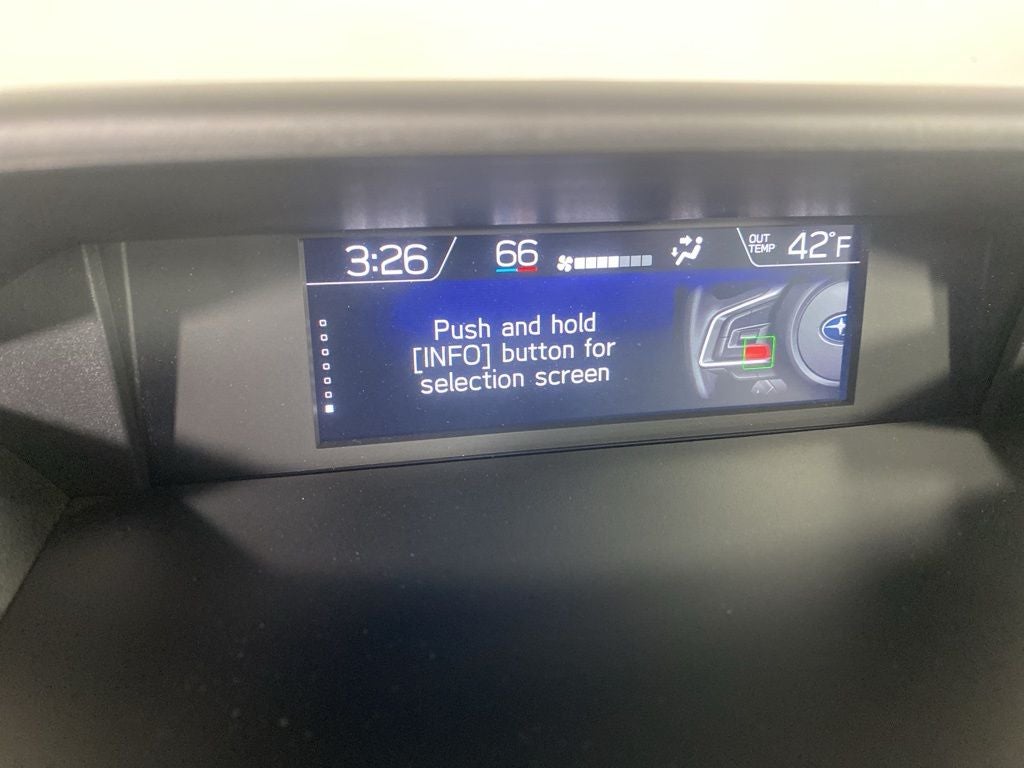 3:26
66
OUT
TEMP
42°F
Push and hold
[INFO] button for
selection screen